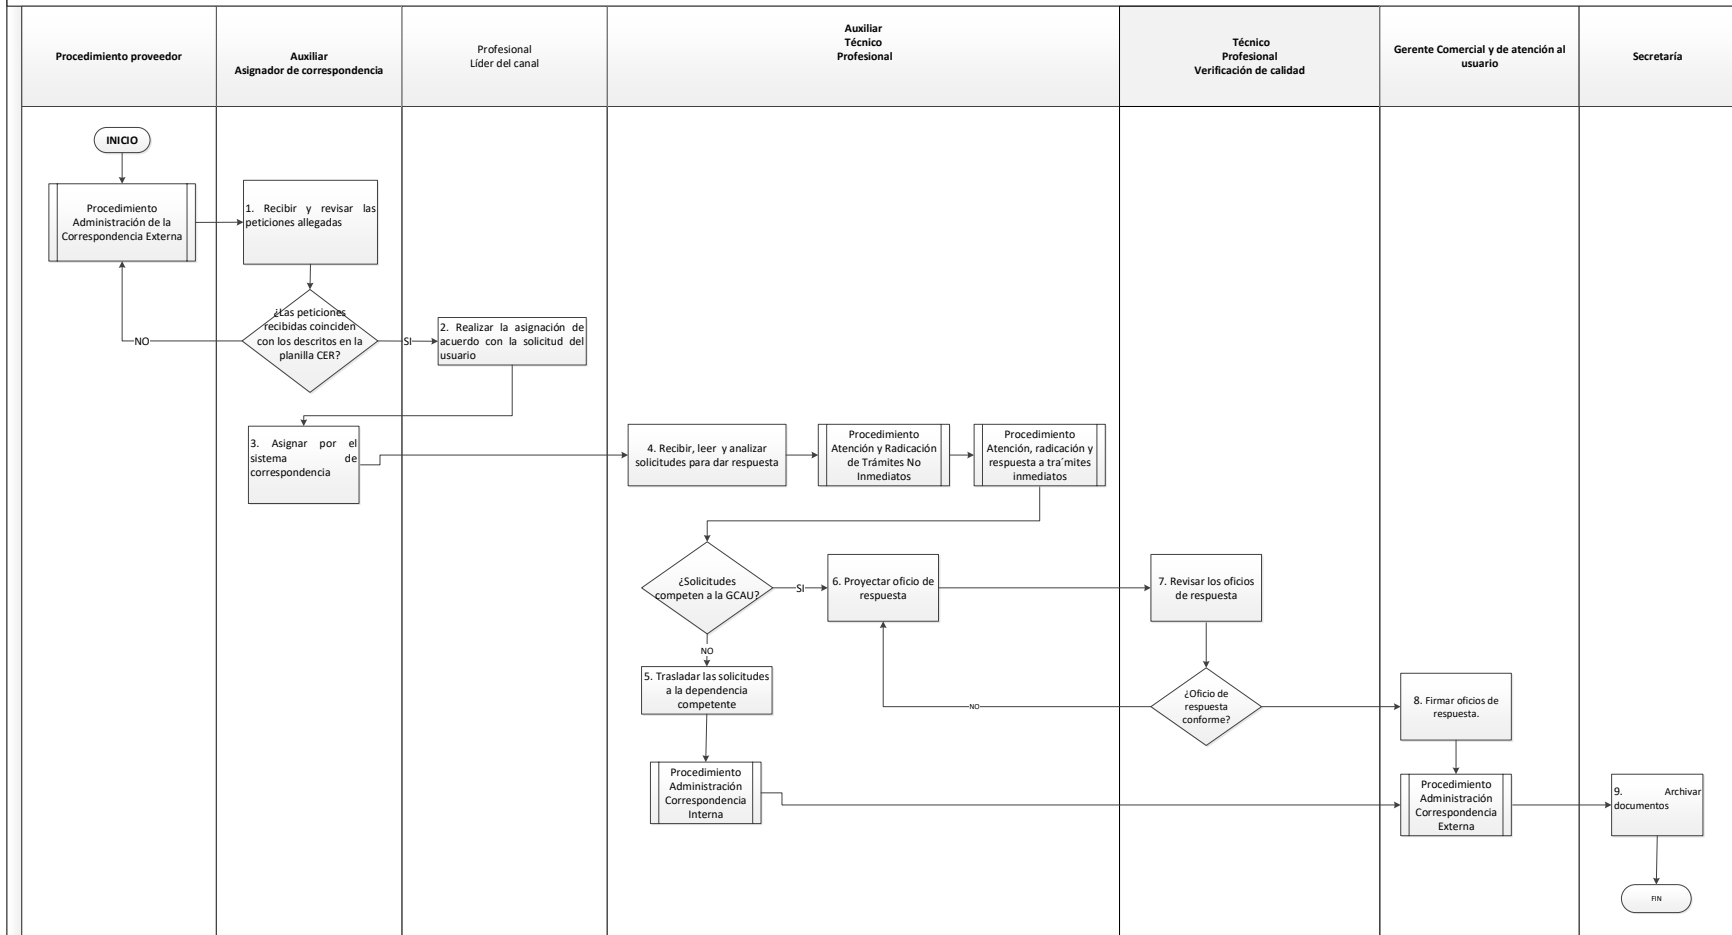 Procedimiento proveedor
Auxiliar
Asignador de correspondencia
Profesional
Líder del canal
Auxiliar
Técnico
Profesional
Técnico
Profesional
Verificación de calidad
Gerente Comercial y de atención al
usuario
Secretaría
INICIO
Procedimiento
Administración de la
Correspondencia Externa
1. Recibir y revisar las
peticiones allegadas
¿Las peticiones
recibidas coinciden
con los descritos en la
planilla CER?
NO
SI
2. Realizar la asignación de
acuerdo con la solicitud del
usuario
3. Asignar por el
sistema de
correspondencia
4. Recibir, leer y analizar
solicitudes para dar respuesta
Procedimiento
Atención y Radicación
de Trámites No
Inmediatos
Procedimiento
Atención, radicación y
respuesta a tra´mites
inmediatos
¿Solicitudes
competen a la GCAU?
SI
6. Proyectar oficio de
respuesta
7. Revisar los oficios
de respuesta
NO
5. Trasladar las solicitudes
a la dependencia
competente
¿Oficio de
respuesta
conforme?
NO
8. Firmar oficios de
respuesta.
Procedimiento
Administración
Correspondencia
Interna
Procedimiento
Administración
Correspondencia
Externa
9. Archivar
documentos
FIN